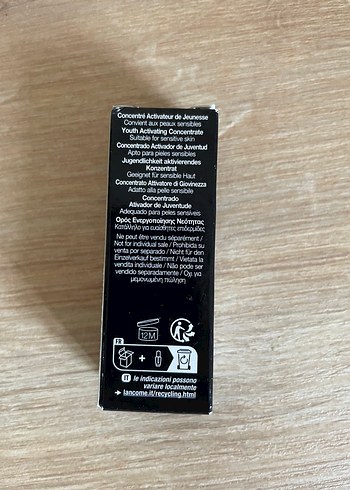 Concentré Activateur de Jeunesse
Convient aux peaux sensibles
Youth Activating Concentrate
Suitable for sensitive skin
Concentrado Activador de Juventud
Apto para pieles sensibles
Jugendlichkeit aktivierendes
Konzentrat
Geeignet für sensible Haut
Concentrato Attivatore di Giovinezza
Adatto alla pelle sensibile
Concentrado
Ativador de Juventude
Adequado para peles sensíveis
Ορός Ενεργοποίησης Νεότητας
Κατάλληλο για ευαίσθητες επιδερμίδες
Ne peut être vendu séparément /
Not for individual sale / Prohibida su
venta por separado / Nicht für den
Einzelverkauf bestimmt / Vietata la
vendita individuale / Não pode ser
vendido separadamente / Όχι για
μεμονωμένη πώληση
12M
FR
+
IT le indicazioni possono
variare localmente
➔ lancome.it/recycling.html